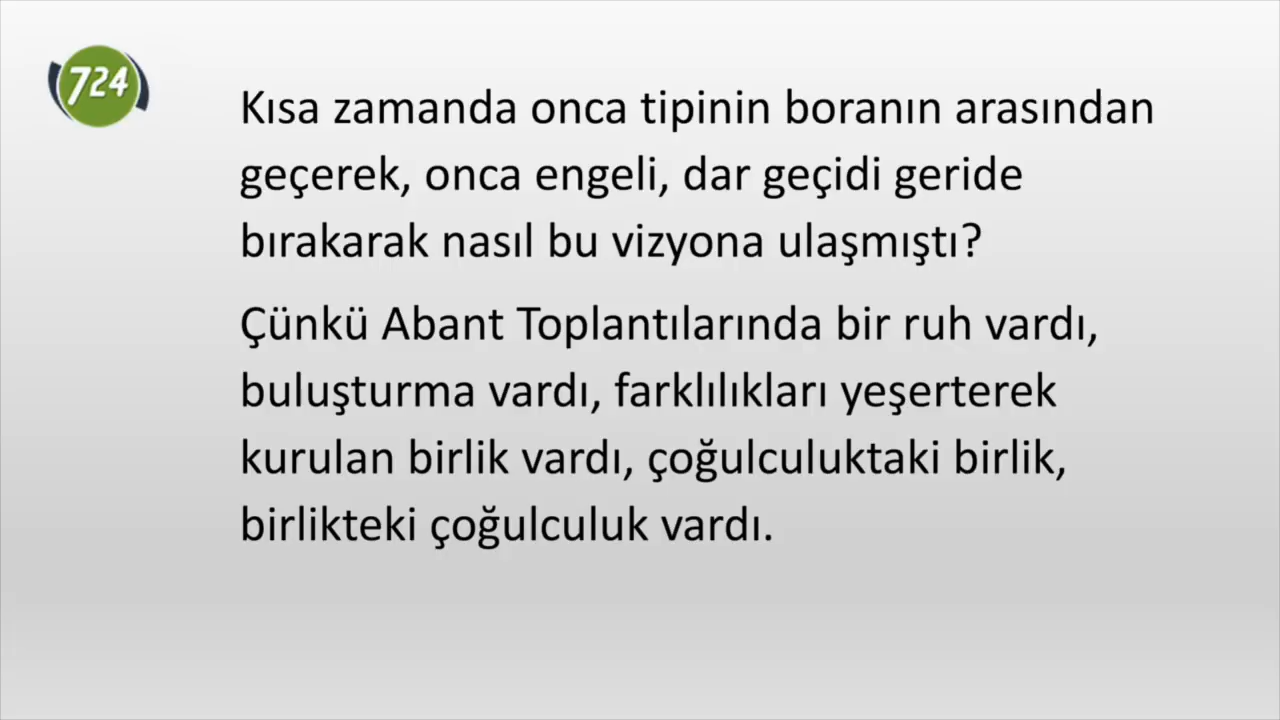 724
Kısa zamanda onca tipinin boranın arasından
geçerek, onca engeli, dar geçidi geride
bırakarak nasıl bu vizyona ulaşmıştı?
Çünkü Abant Toplantılarında bir ruh vardı,
buluşturma vardı, farklılıkları yeşerterek
kurulan birlik vardı, çoğulculuktaki birlik,
birlikteki çoğulculuk vardı.